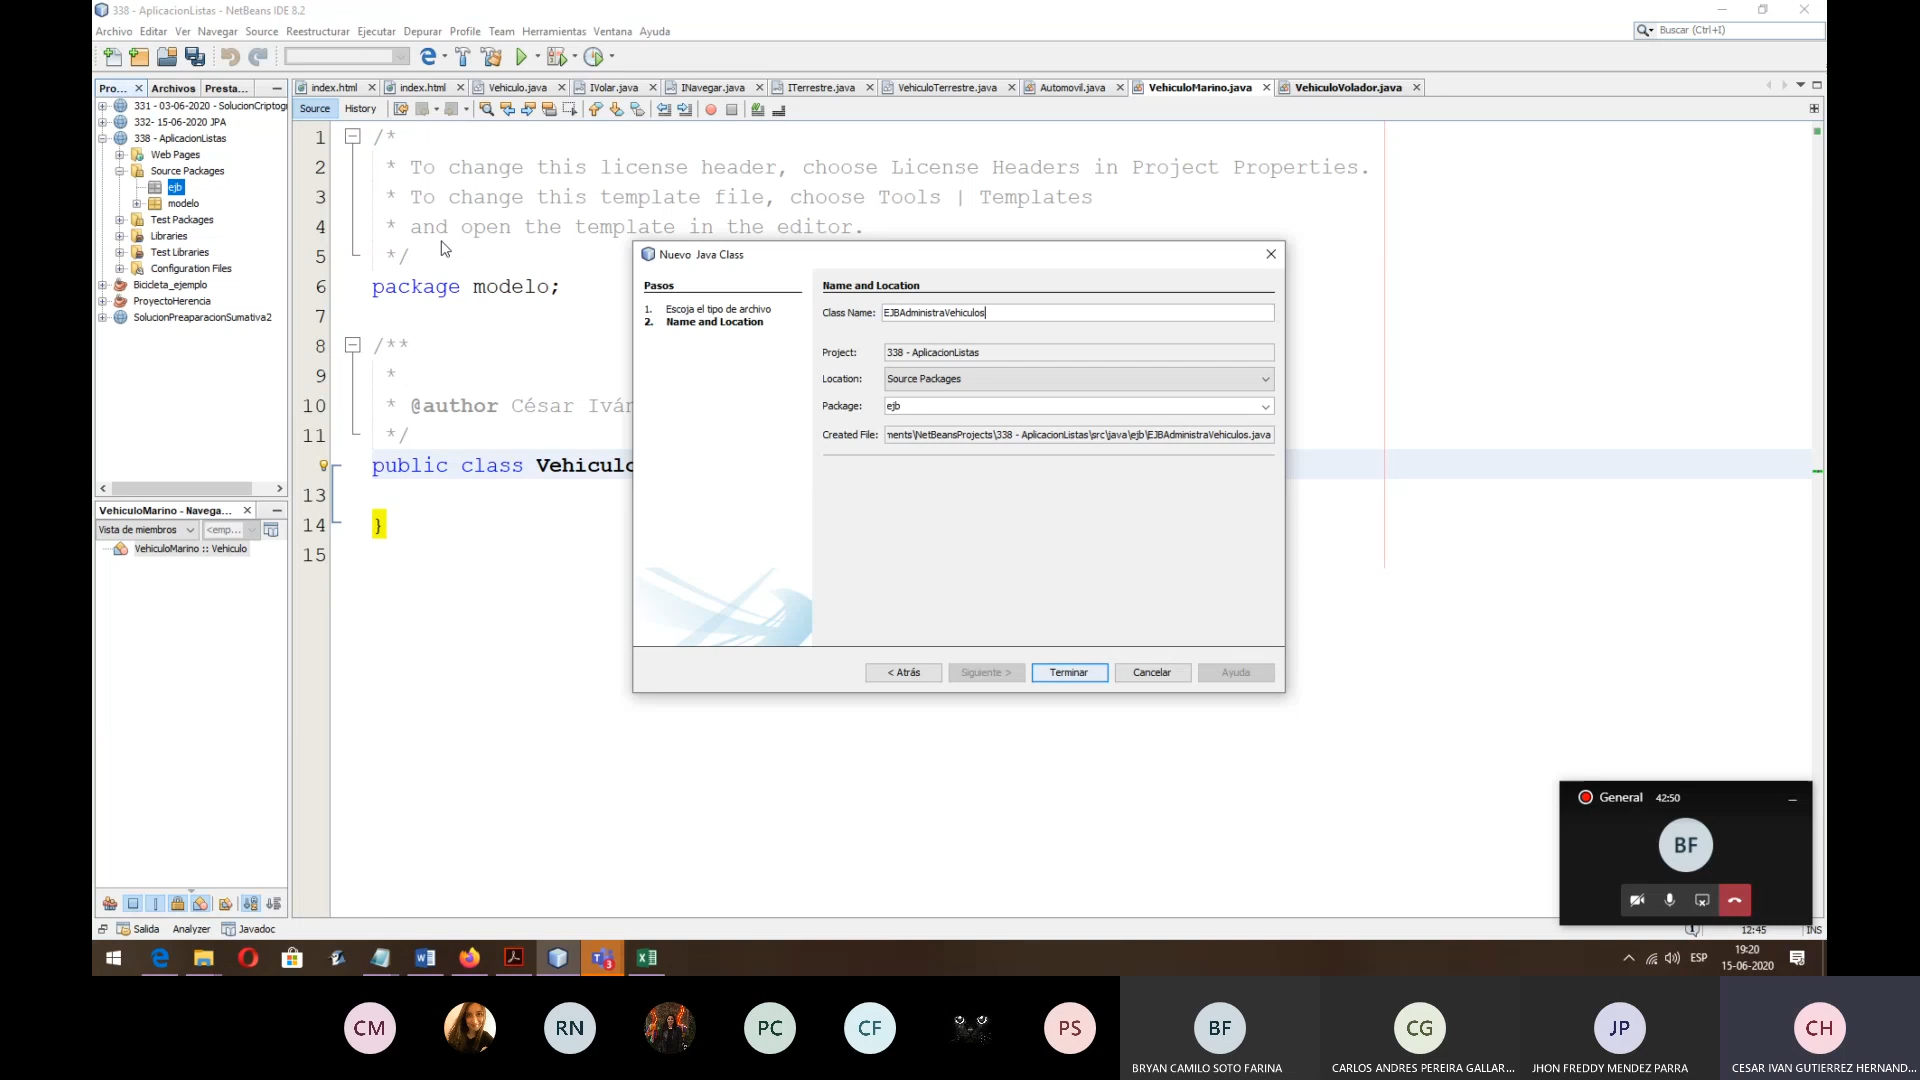 338 - AplicacionListas - NetBeans IDE 8.2
Archivo Editar Ver Navegar Source Reestructurar Ejecutar Depurar Profile Team Herramientas Ventana Ayuda
Buscar (Ctrl+I)
Pro... Archivos Presta...
index.html index.html Vehiculo.java IVolar.java INavegar.java ITerrestre.java VehiculoTerrestre.java Automovil.java VehiculoMarino.java VehiculoVolador.java
Source History
331 - 03-06-2020 - SolucionCriptog
332- 15-06-2020 JPA
338 - AplicacionListas
Web Pages
Source Packages
ejb
modelo
Test Packages
Libraries
Test Libraries
Configuration Files
Bicicleta_ejemplo
ProyectoHerencia
SolucionPreaparacionSumativa2
VehiculoMarino - Navega...
Vista de miembros <emp...
VehiculoMarino :: Vehiculo
1 /*
2 * To change this license header, choose License Headers in Project Properties.
3 * To change this template file, choose Tools | Templates
4 * and open the template in the editor.
5 */
6 package modelo;
7
8 /**
9 *
10 * @author César Iván
11 */
public class Vehiculo
13
14 }
15
Nuevo Java Class
Pasos
1. Escoja el tipo de archivo
2. Name and Location
Name and Location
Class Name: EJBAdministraVehiculos
Project: 338 - AplicacionListas
Location: Source Packages
Package: ejb
Created File: ments\NetBeansProjects\338 - AplicacionListas\src\java\ejb\EJBAdministraVehiculos.java
< Atrás Siguiente > Terminar Cancelar Ayuda
General 42:50
BF
Salida Analyzer Javadoc
12:45 INS
3
ESP
19:20
15-06-2020
CM RN PC CF PS BF CG JP CH
BRYAN CAMILO SOTO FARINA CARLOS ANDRES PEREIRA GALLAR... JHON FREDDY MENDEZ PARRA CESAR IVAN GUTIERREZ HERNAND...